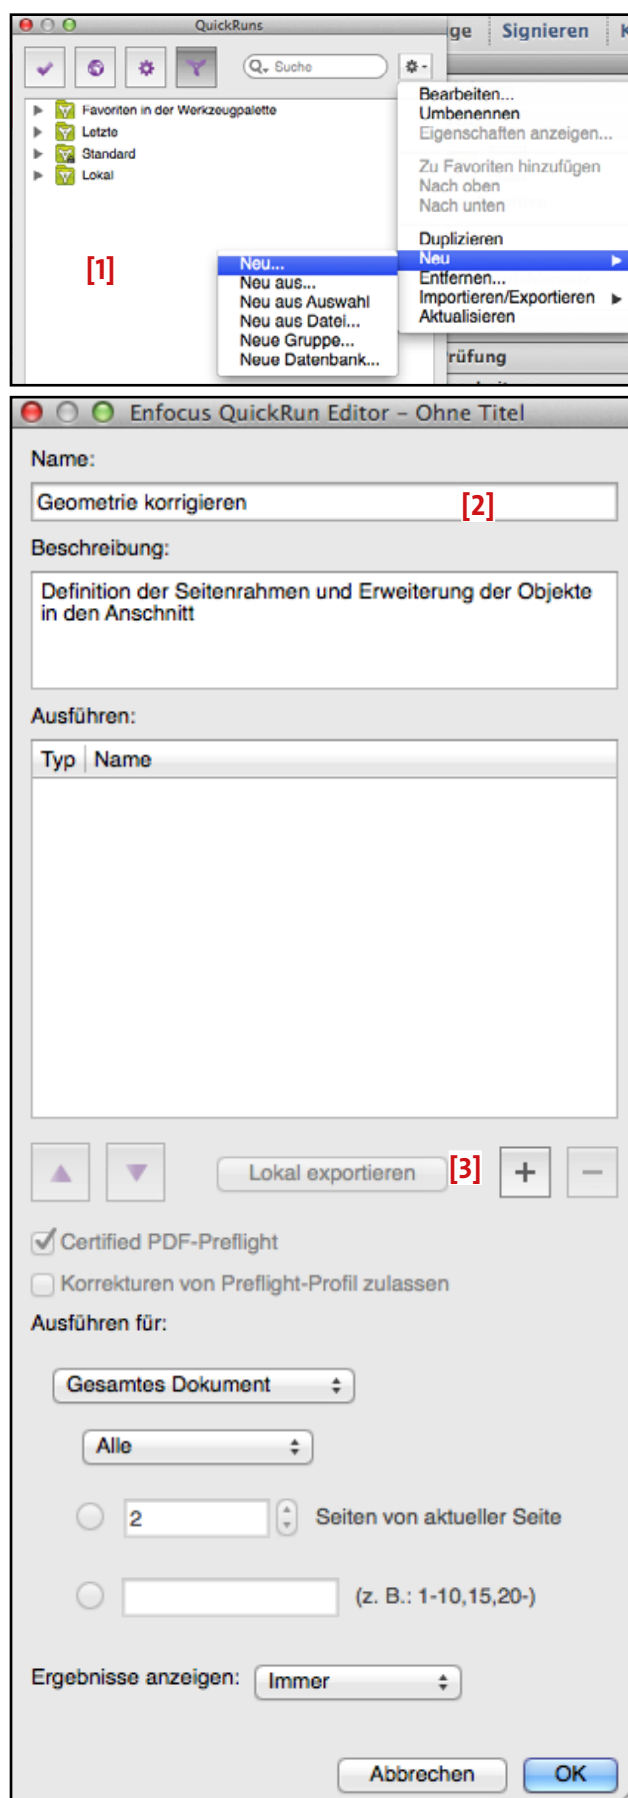 QuickRuns
ge
Signieren
K
Suche
Favoriten in der Werkzeugpalette
Letzte
Standard
Lokal
Bearbeiten...
Umbenennen
Eigenschaften anzeigen...
Zu Favoriten hinzufügen
Nach oben
Nach unten
Duplizieren
Neu
Entfernen...
Importieren/Exportieren
Aktualisieren
[1]
Neu...
Neu aus...
Neu aus Auswahl
Neu aus Datei...
Neue Gruppe...
Neue Datenbank...
rüfung
Enfocus QuickRun Editor – Ohne Titel
Name:
Geometrie korrigieren
[2]
Beschreibung:
Definition der Seitenrahmen und Erweiterung der Objekte
in den Anschnitt
Ausführen:
Typ Name
Lokal exportieren
[3]
+ −
Certified PDF-Preflight
Korrekturen von Preflight-Profil zulassen
Ausführen für:
Gesamtes Dokument
Alle
2 Seiten von aktueller Seite
(z. B.: 1-10,15,20-)
Ergebnisse anzeigen: Immer
Abbrechen OK